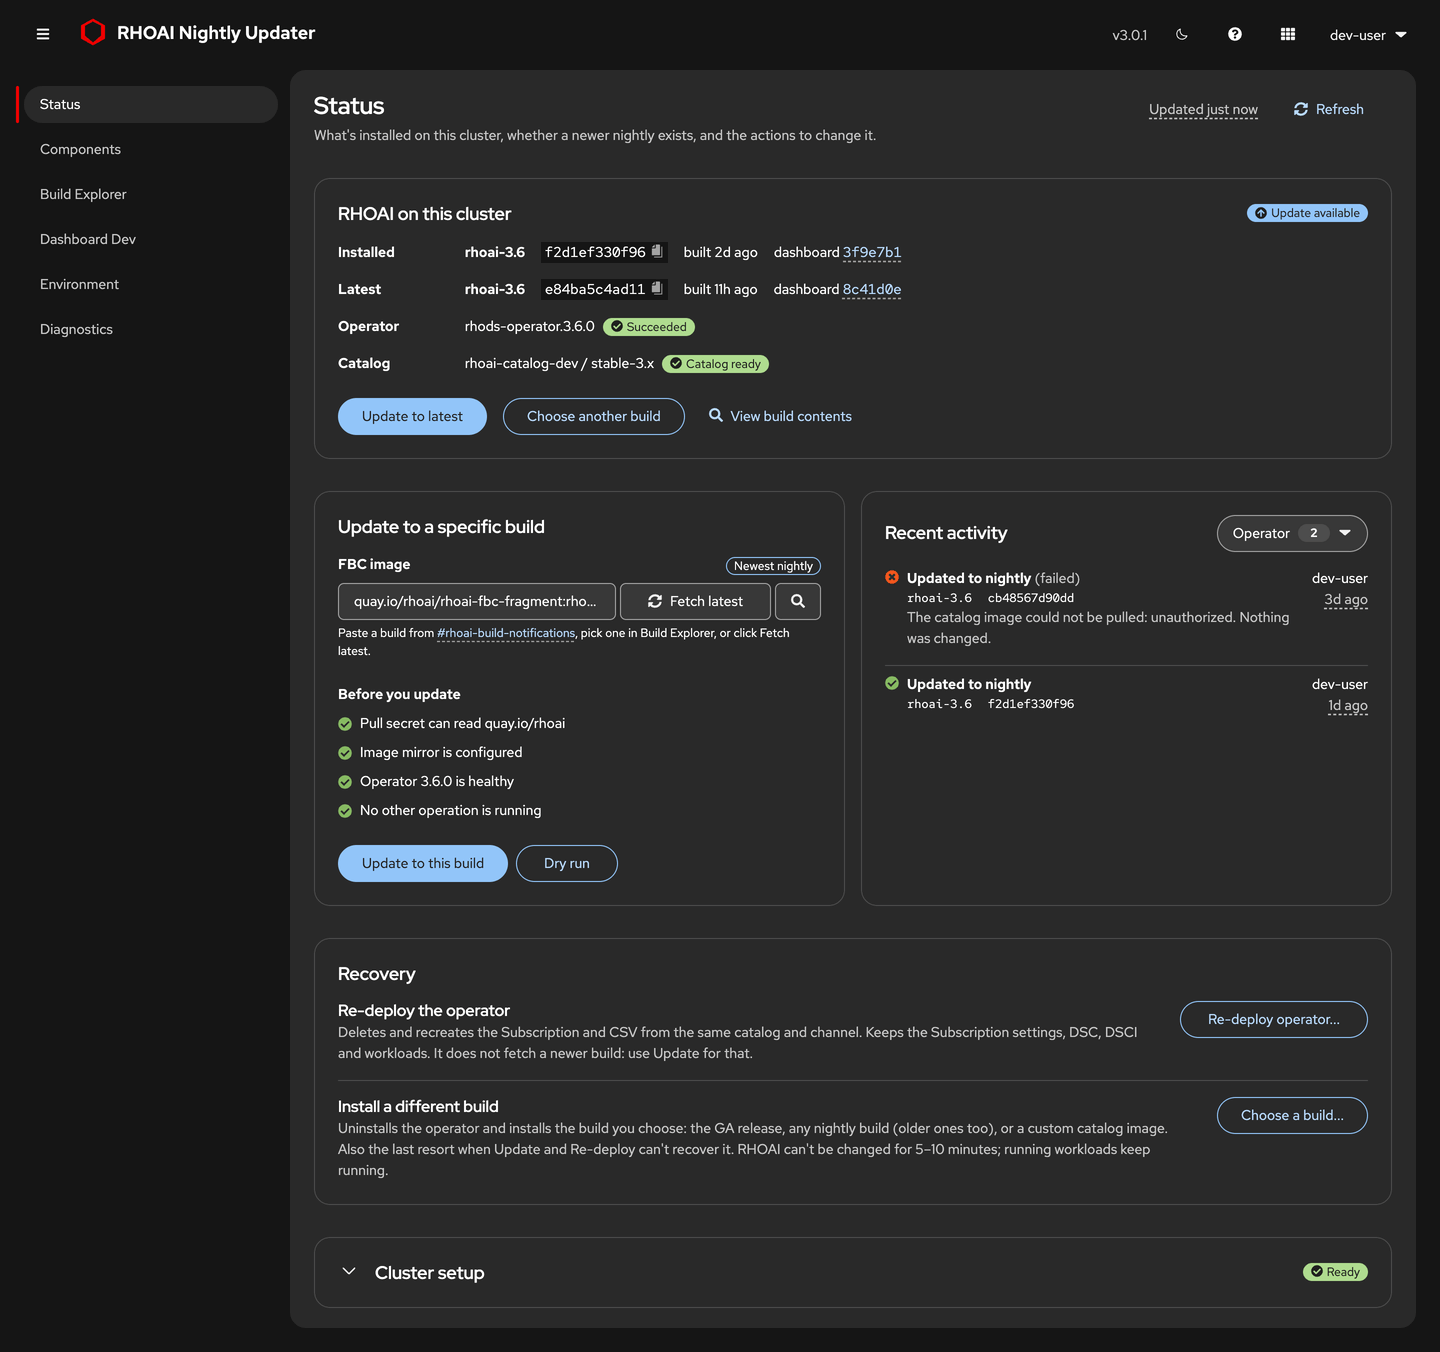 RHOAI Nightly Updater
v3.0.1
dev-user
Status
Components
Build Explorer
Dashboard Dev
Environment
Diagnostics
Status
Updated just now
Refresh
What's installed on this cluster, whether a newer nightly exists, and the actions to change it.
RHOAI on this cluster
Update available
Installed rhoai-3.6 f2d1ef330f96 built 2d ago dashboard 3f9e7b1
Latest rhoai-3.6 e84ba5c4ad11 built 11h ago dashboard 8c41d0e
Operator rhods-operator.3.6.0 Succeeded
Catalog rhoai-catalog-dev / stable-3.x Catalog ready
Update to latest
Choose another build
View build contents
Update to a specific build
FBC image
Newest nightly
quay.io/rhoai/rhoai-fbc-fragment:rho...
Fetch latest
Paste a build from #rhoai-build-notifications, pick one in Build Explorer, or click Fetch
latest.
Before you update
Pull secret can read quay.io/rhoai
Image mirror is configured
Operator 3.6.0 is healthy
No other operation is running
Update to this build
Dry run
Recent activity
Operator 2
Updated to nightly (failed)
dev-user
rhoai-3.6 cb48567d90dd
3d ago
The catalog image could not be pulled: unauthorized. Nothing
was changed.
Updated to nightly
dev-user
rhoai-3.6 f2d1ef330f96
1d ago
Recovery
Re-deploy the operator
Deletes and recreates the Subscription and CSV from the same catalog and channel. Keeps the Subscription settings, DSC, DSCI
and workloads. It does not fetch a newer build: use Update for that.
Re-deploy operator...
Install a different build
Uninstalls the operator and installs the build you choose: the GA release, any nightly build (older ones too), or a custom catalog image.
Also the last resort when Update and Re-deploy can't recover it. RHOAI can't be changed for 5–10 minutes; running workloads keep
running.
Choose a build...
Cluster setup
Ready